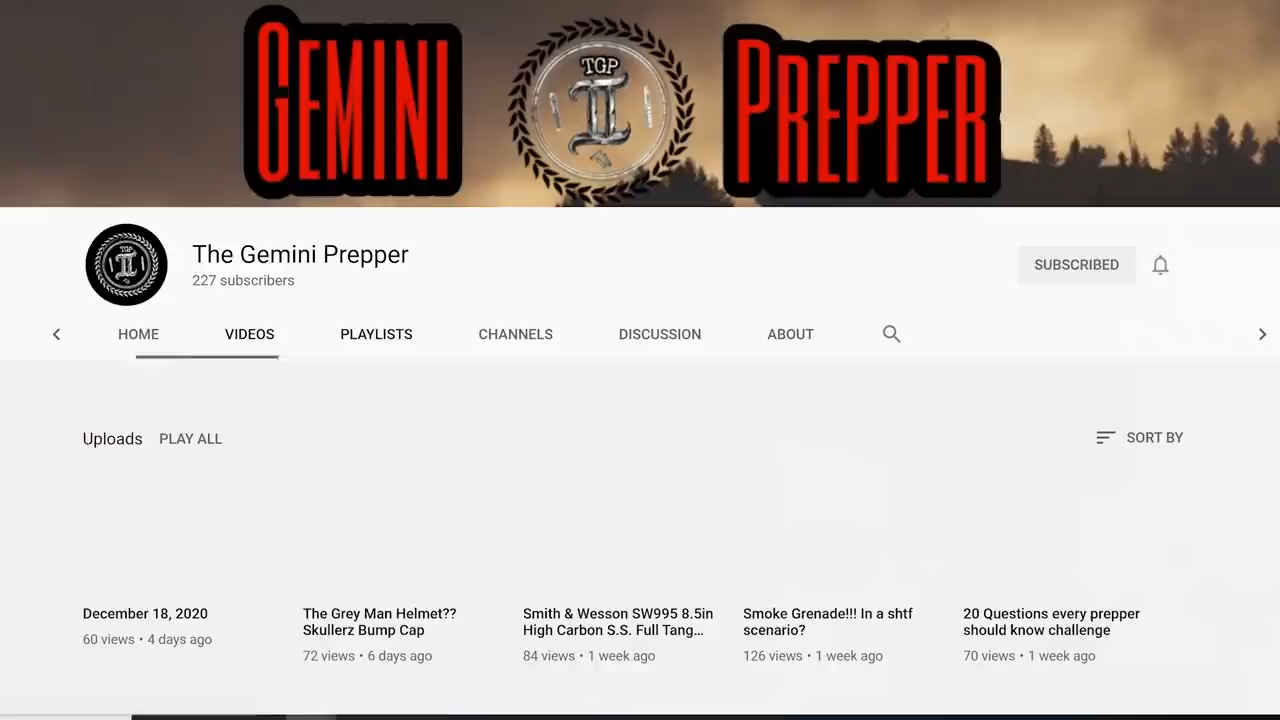 GEMINI
TGP
II
PREPPER
TGP
II
The Gemini Prepper
227 subscribers
SUBSCRIBED
HOME VIDEOS PLAYLISTS CHANNELS DISCUSSION ABOUT
Uploads PLAY ALL
SORT BY
December 18, 2020
60 views • 4 days ago
The Grey Man Helmet??
Skullerz Bump Cap
72 views • 6 days ago
Smith & Wesson SW995 8.5in
High Carbon S.S. Full Tang...
84 views • 1 week ago
Smoke Grenade!!! In a shtf
scenario?
126 views • 1 week ago
20 Questions every prepper
should know challenge
70 views • 1 week ago